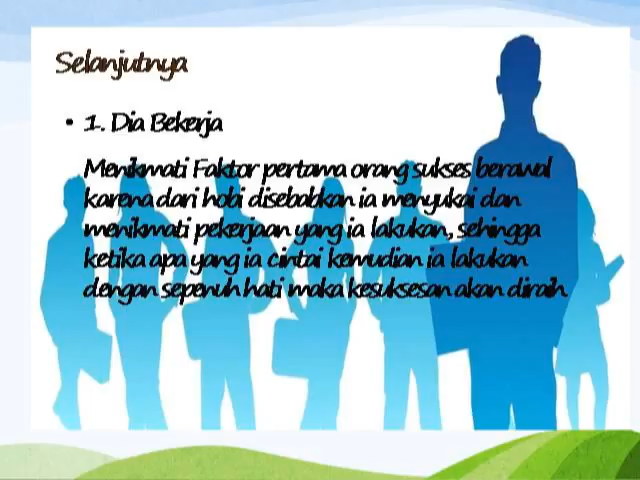 Selanjutnya
• 1. Dia Bekerja
Menikmati Faktor pertama orang sukses berawal
karena dari hobi disebabkan ia menyukai dan
menikmati pekerjaan yang ia lakukan, sehingga
ketika apa yang ia cintai kemudian ia lakukan
dengan sepenuh hati maka kesuksesan akan diraih